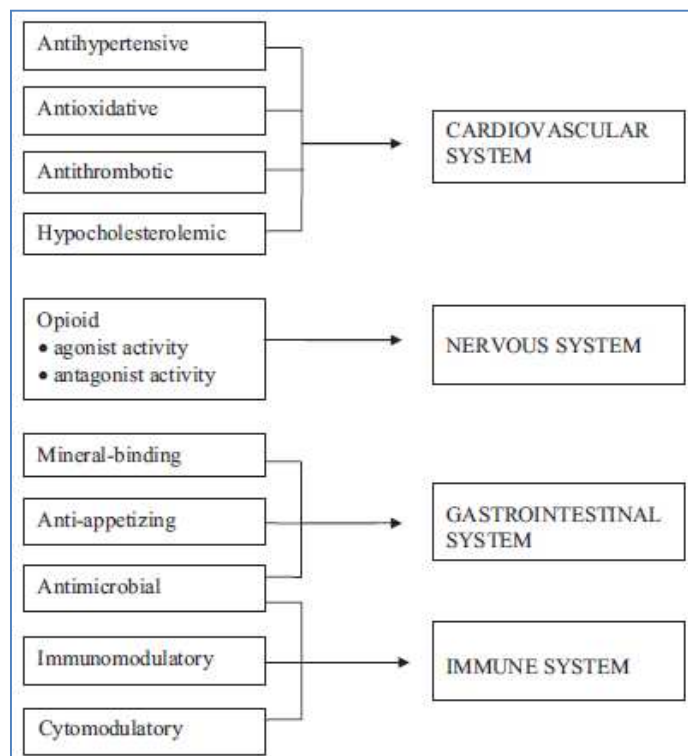 Antihypertensive
Antioxidative
Antithrombotic
Hypocholesterolemic
CARDIOVASCULAR
SYSTEM
Opioid
• agonist activity
• antagonist activity
NERVOUS SYSTEM
Mineral-binding
Anti-appetizing
Antimicrobial
GASTROINTESTINAL
SYSTEM
Immunomodulatory
Cytomodulatory
IMMUNE SYSTEM